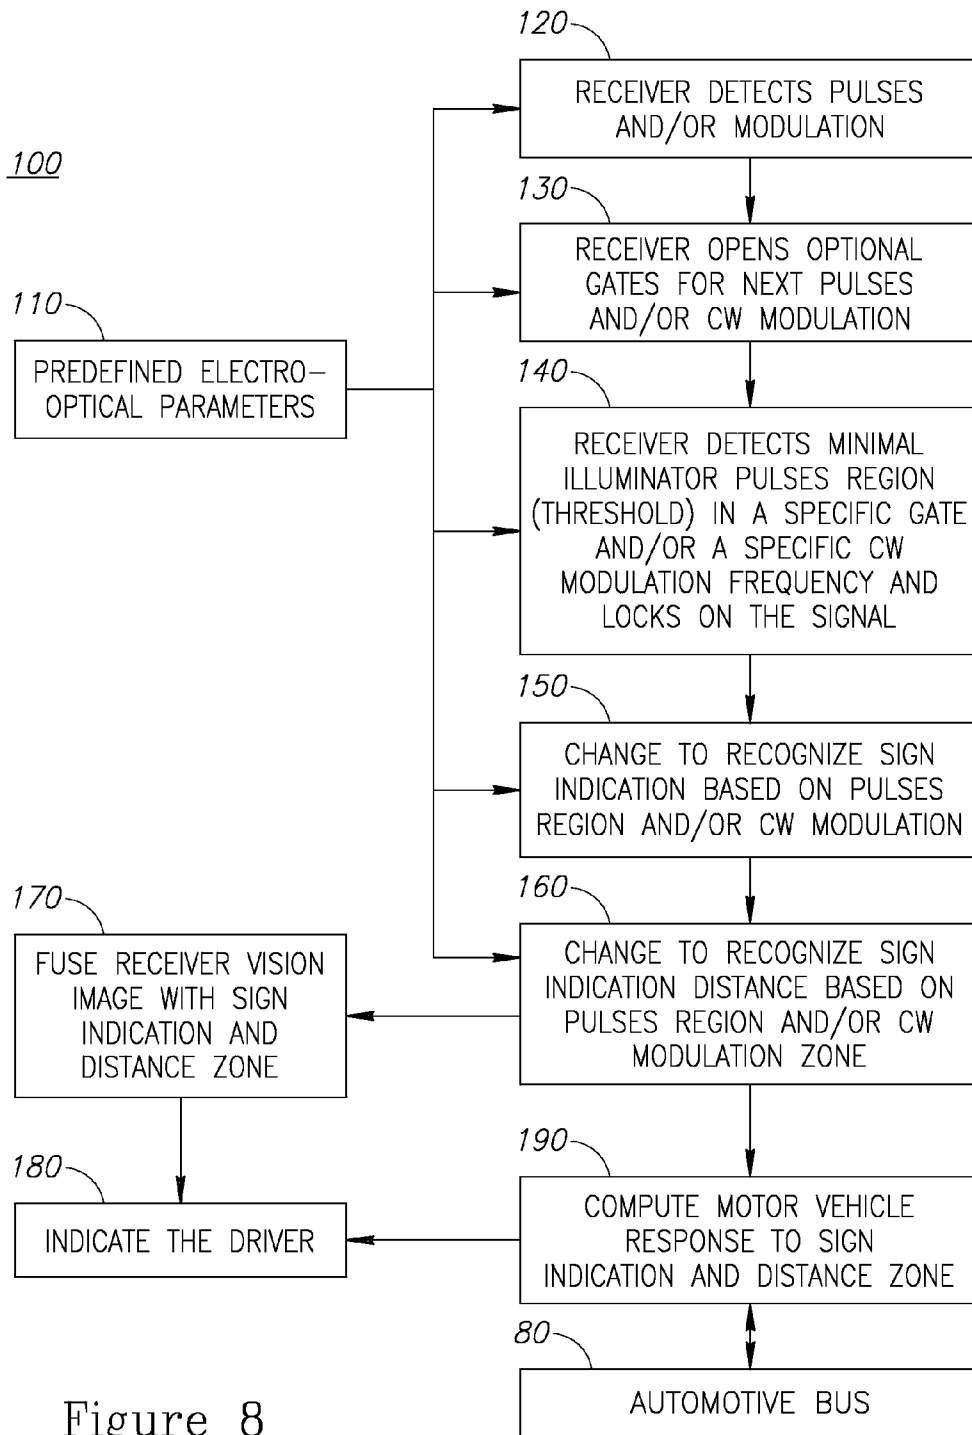 100
120
RECEIVER DETECTS PULSES
AND/OR MODULATION
130
RECEIVER OPENS OPTIONAL
GATES FOR NEXT PULSES
AND/OR CW MODULATION
110
PREDEFINED ELECTRO-
OPTICAL PARAMETERS
140
RECEIVER DETECTS MINIMAL
ILLUMINATOR PULSES REGION
(THRESHOLD) IN A SPECIFIC GATE
AND/OR A SPECIFIC CW
MODULATION FREQUENCY AND
LOCKS ON THE SIGNAL
150
CHANGE TO RECOGNIZE SIGN
INDICATION BASED ON PULSES
REGION AND/OR CW MODULATION
160
CHANGE TO RECOGNIZE SIGN
INDICATION DISTANCE BASED ON
PULSES REGION AND/OR CW
MODULATION ZONE
170
FUSE RECEIVER VISION
IMAGE WITH SIGN
INDICATION AND
DISTANCE ZONE
180
INDICATE THE DRIVER
190
COMPUTE MOTOR VEHICLE
RESPONSE TO SIGN
INDICATION AND DISTANCE ZONE
80
AUTOMOTIVE BUS
Figure 8